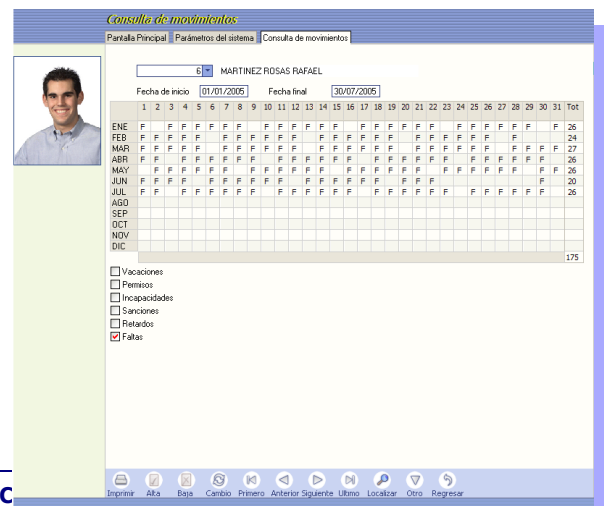 Consulta de movimientos
Pantalla Principal Parámetros del sistema Consulta de movimientos
6 MARTINEZ ROSAS RAFAEL
Fecha de inicio 01/01/2005 Fecha final 30/07/2005
1 2 3 4 5 6 7 8 9 10 11 12 13 14 15 16 17 18 19 20 21 22 23 24 25 26 27 28 29 30 31 Tot
ENE F F F F F F F F F F F F F F F F F F F F F F F F F F 26
FEB F F F F F F F F F F F F F F F F F F F F F F F F 24
MAR F F F F F F F F F F F F F F F F F F F F F F F F F F F 27
ABR F F F F F F F F F F F F F F F F F F F F F F F F F F 26
MAY F F F F F F F F F F F F F F F F F F F F F F F F F F 26
JUN F F F F F F F F F F F F F F F F F F F F 20
JUL F F F F F F F F F F F F F F F F F F F F F F F F F F 26
AGO
SEP
OCT
NOV
DIC
175
Vacaciones
Permisos
Incapacidades
Sanciones
Retardos
Faltas
C
Imprimir Alta Baja Cambio Primero Anterior Siguiente Ultimo Localizar Otro Regresar